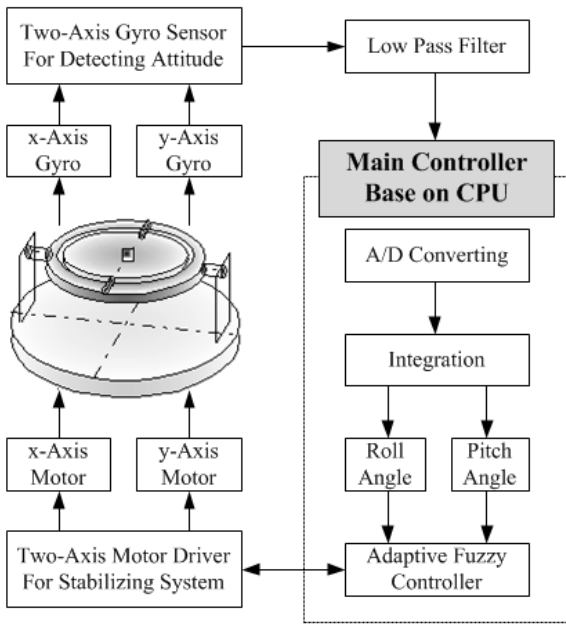 Two-Axis Gyro Sensor
For Detecting Attitude
Low Pass Filter
x-Axis
Gyro
y-Axis
Gyro
Main Controller
Base on CPU
A/D Converting
Integration
x-Axis
Motor
y-Axis
Motor
Roll
Angle
Pitch
Angle
Two-Axis Motor Driver
For Stabilizing System
Adaptive Fuzzy
Controller